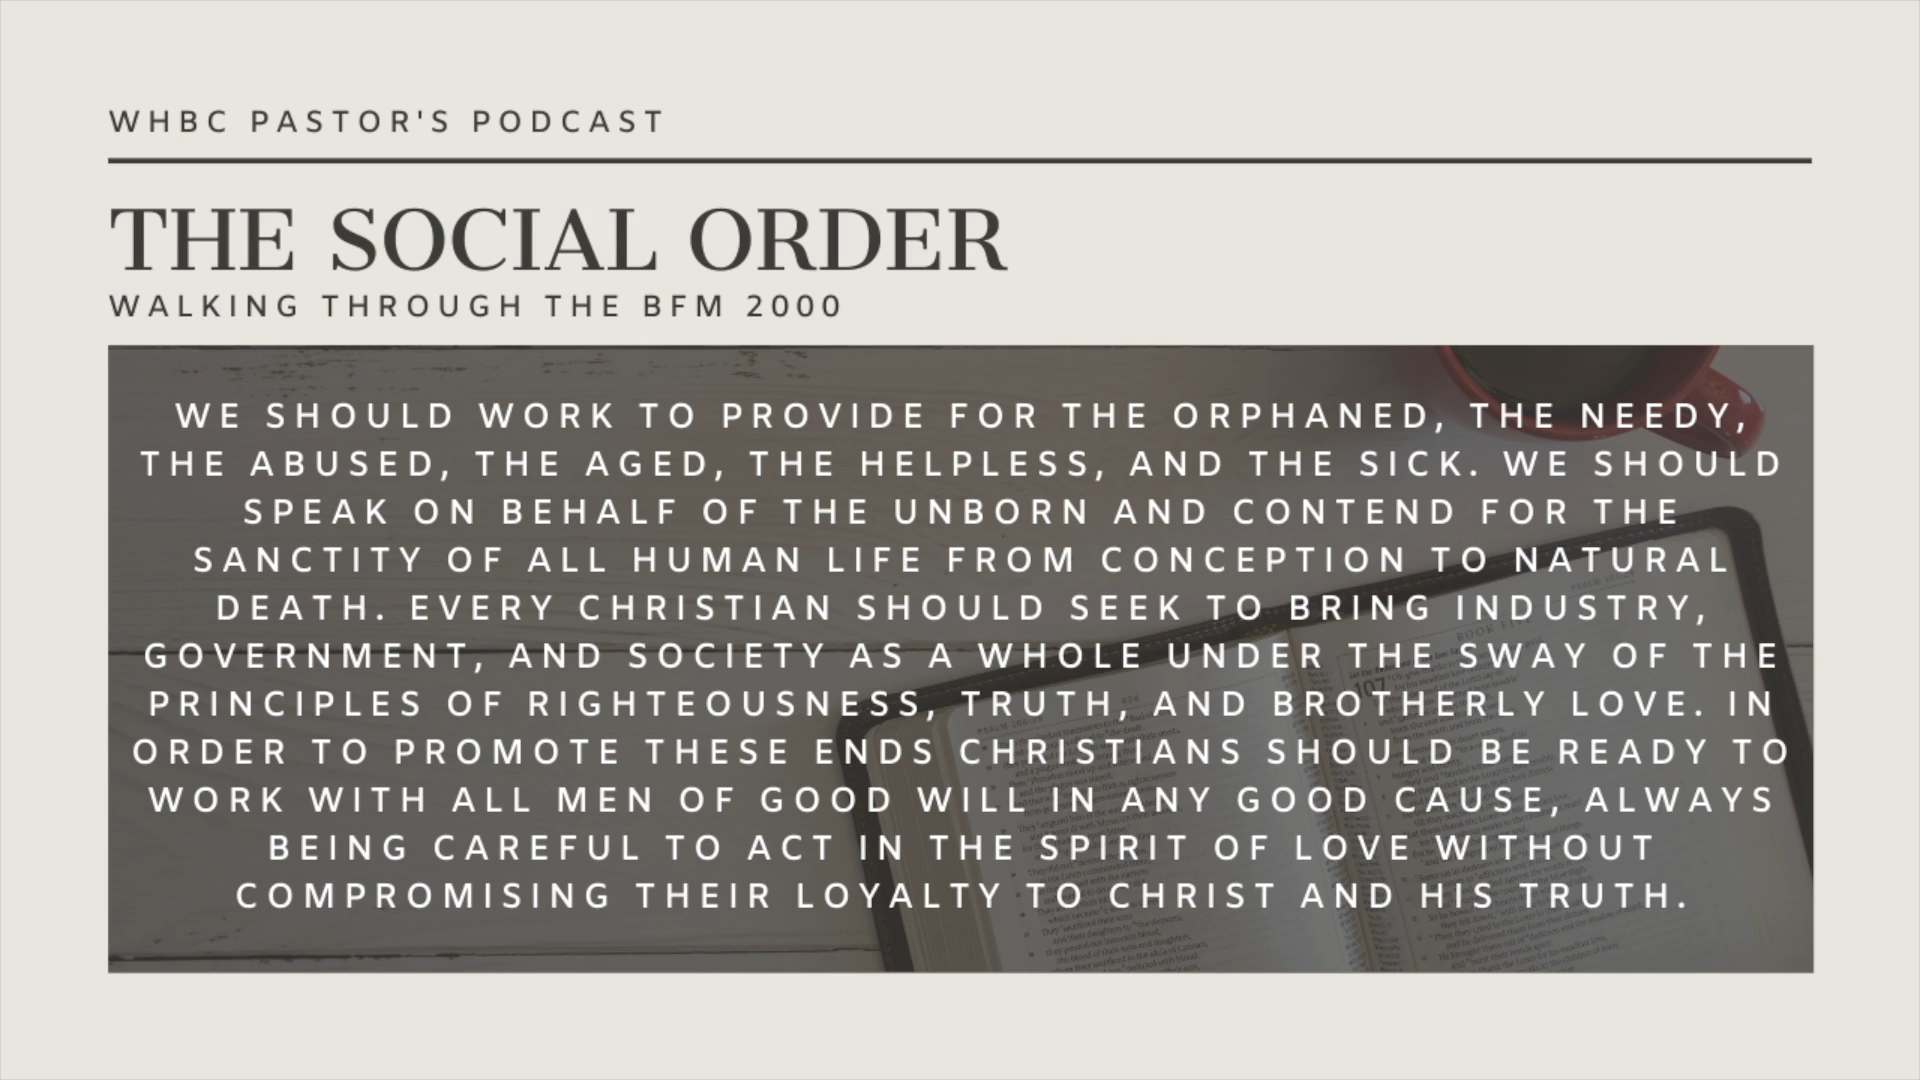 WHBC PASTOR'S PODCAST
THE SOCIAL ORDER
WALKING THROUGH THE BFM 2000
WE SHOULD WORK TO PROVIDE FOR THE ORPHANED, THE NEEDY,
THE ABUSED, THE AGED, THE HELPLESS, AND THE SICK. WE SHOULD
SPEAK ON BEHALF OF THE UNBORN AND CONTEND FOR THE
SANCTITY OF ALL HUMAN LIFE FROM CONCEPTION TO NATURAL
DEATH. EVERY CHRISTIAN SHOULD SEEK TO BRING INDUSTRY,
GOVERNMENT, AND SOCIETY AS A WHOLE UNDER THE SWAY OF THE
PRINCIPLES OF RIGHTEOUSNESS, TRUTH, AND BROTHERLY LOVE. IN
ORDER TO PROMOTE THESE ENDS CHRISTIANS SHOULD BE READY TO
WORK WITH ALL MEN OF GOOD WILL IN ANY GOOD CAUSE, ALWAYS
BEING CAREFUL TO ACT IN THE SPIRIT OF LOVE WITHOUT
COMPROMISING THEIR LOYALTY TO CHRIST AND HIS TRUTH.
BOOK FIVE
107